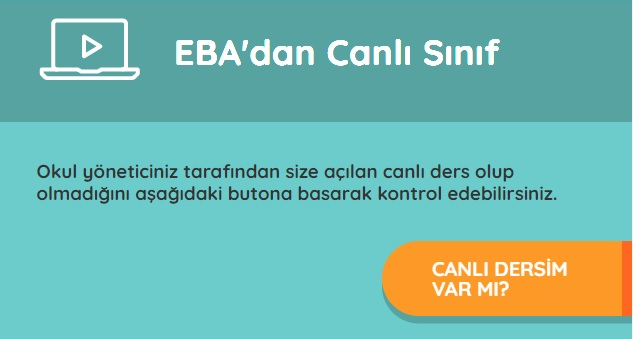 EBA'dan Canlı Sınıf
Okul yöneticiniz tarafından size açılan canlı ders olup
olmadığını aşağıdaki butona basarak kontrol edebilirsiniz.
CANLI DERSİM
VAR MI?